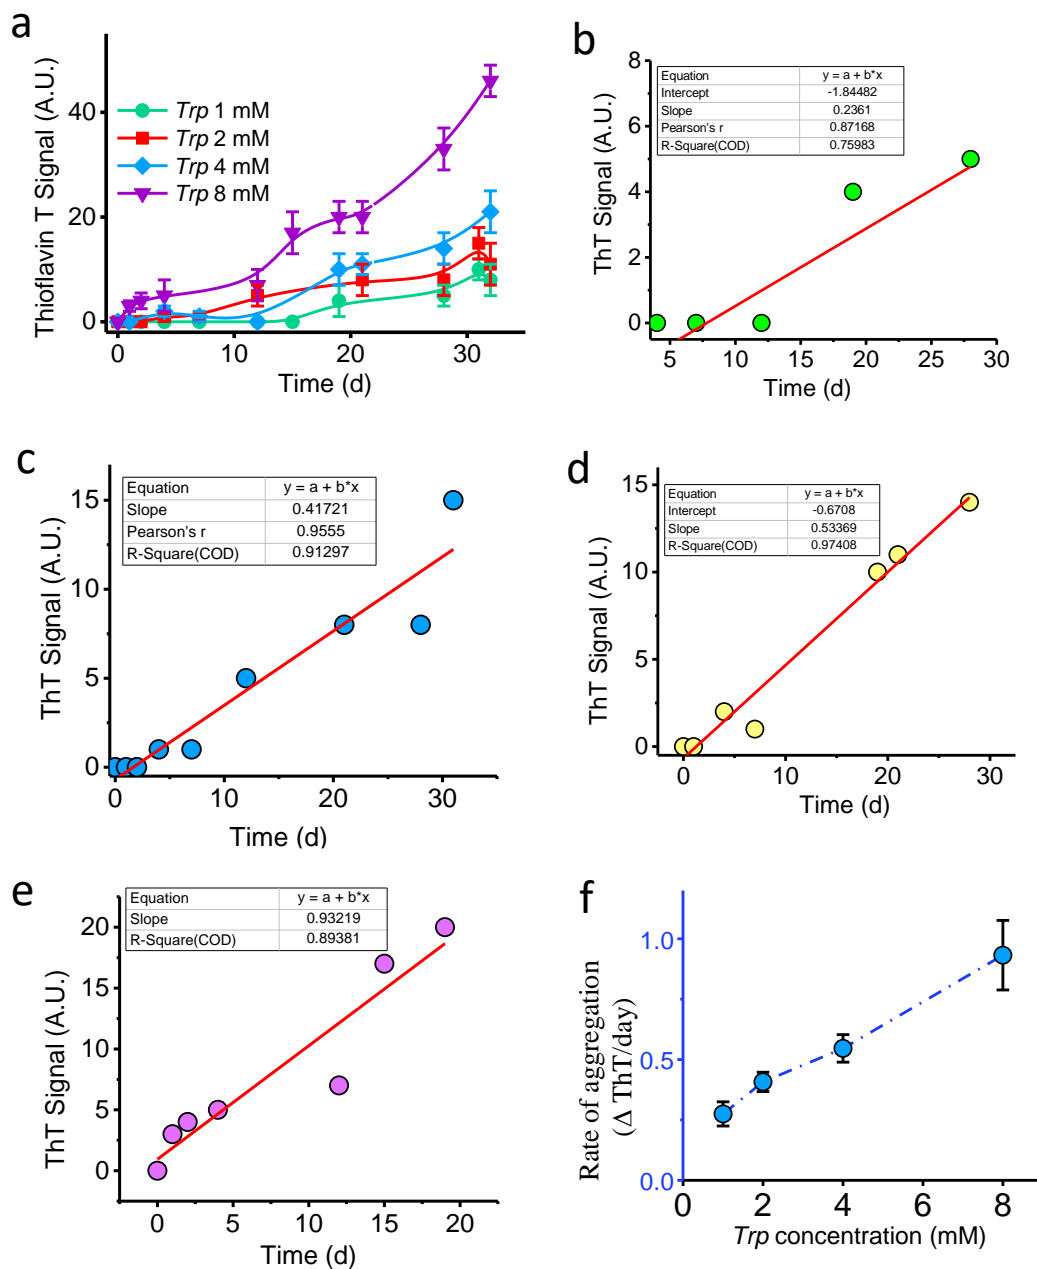 a
Thioflavin T Signal (A.U.)
40
20
0
Trp 1 mM
Trp 2 mM
Trp 4 mM
Trp 8 mM
0 10 20 30
Time (d)
b
ThT Signal (A.U.)
8
6
4
2
0
Equation y = a + b*x
Intercept -1.84482
Slope 0.2361
Pearson's r 0.87168
R-Square(COD) 0.75983
5 10 15 20 25 30
Time (d)
c
ThT Signal (A.U.)
15
10
5
0
Equation y = a + b*x
Slope 0.41721
Pearson's r 0.9555
R-Square(COD) 0.91297
0 10 20 30
Time (d)
d
ThT Signal (A.U.)
15
10
5
0
Equation y = a + b*x
Intercept -0.6708
Slope 0.53369
R-Square(COD) 0.97408
0 10 20 30
Time (d)
e
ThT Signal (A.U.)
20
15
10
5
0
Equation y = a + b*x
Slope 0.93219
R-Square(COD) 0.89381
0 5 10 15 20
Time (d)
f
Rate of aggregation
(Δ ThT/day)
1.0
0.5
0.0
0 2 4 6 8
Trp concentration (mM)